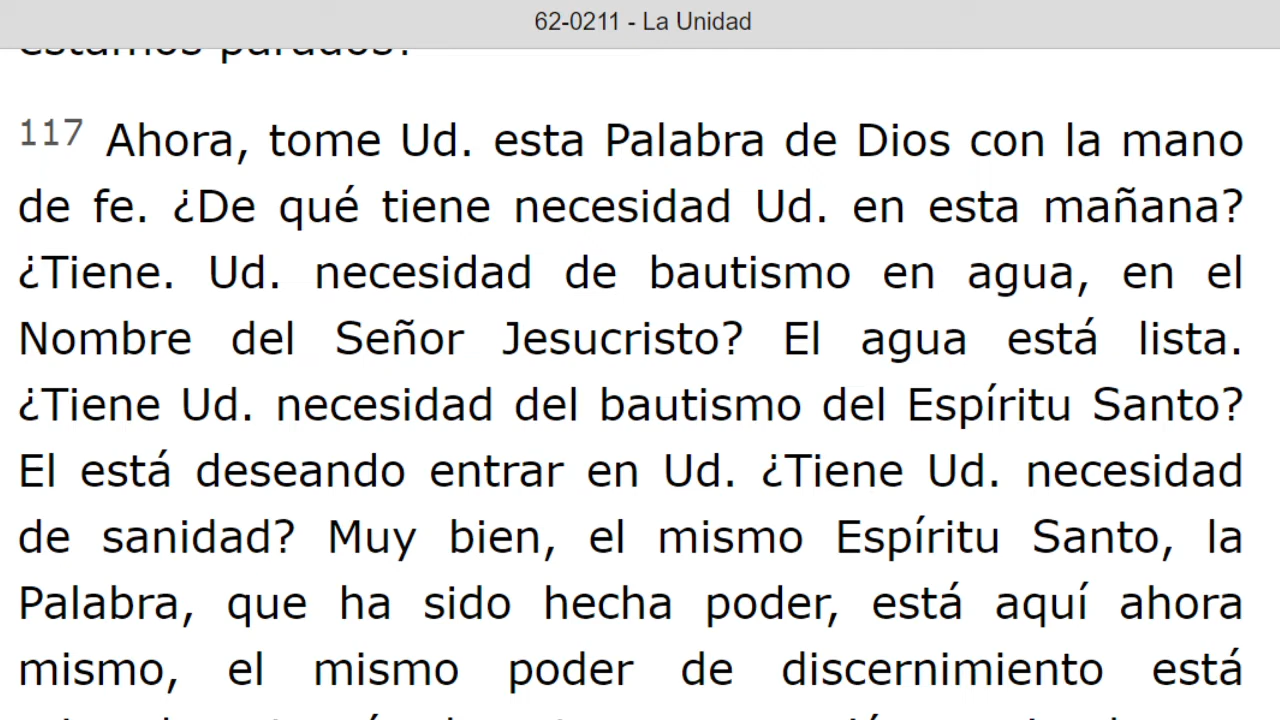 62-0211 - La Unidad
estamos parados?
117 Ahora, tome Ud. esta Palabra de Dios con la mano
de fe. ¿De qué tiene necesidad Ud. en esta mañana?
¿Tiene. Ud. necesidad de bautismo en agua, en el
Nombre del Señor Jesucristo? El agua está lista.
¿Tiene Ud. necesidad del bautismo del Espíritu Santo?
El está deseando entrar en Ud. ¿Tiene Ud. necesidad
de sanidad? Muy bien, el mismo Espíritu Santo, la
Palabra, que ha sido hecha poder, está aquí ahora
mismo, el mismo poder de discernimiento está